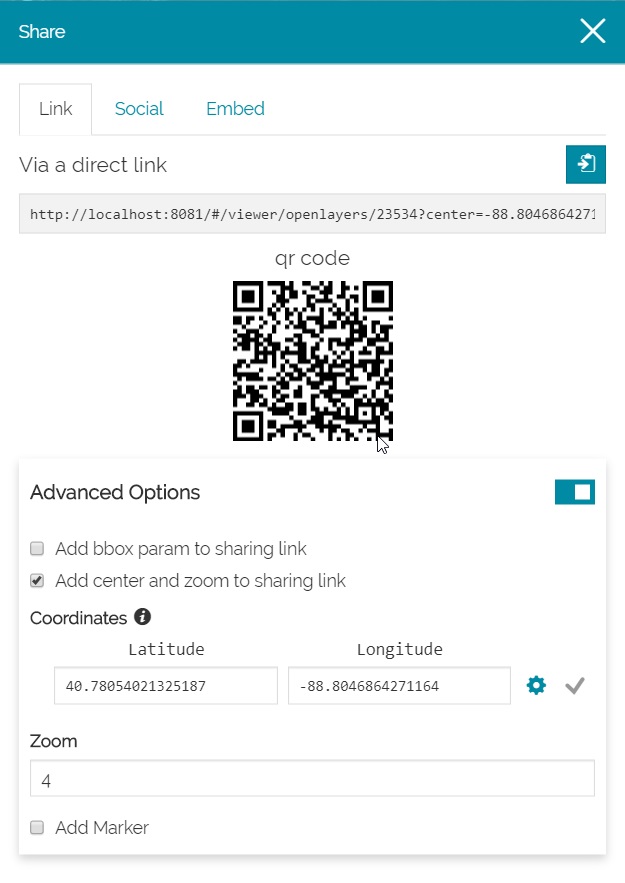 Share
Link Social Embed
Via a direct link
http://localhost:8081/#/viewer/openlayers/23534?center=-88.8046864271
qr code
Advanced Options
Add bbox param to sharing link
Add center and zoom to sharing link
Coordinates
Latitude Longitude
40.78054021325187 -88.8046864271164
Zoom
4
Add Marker